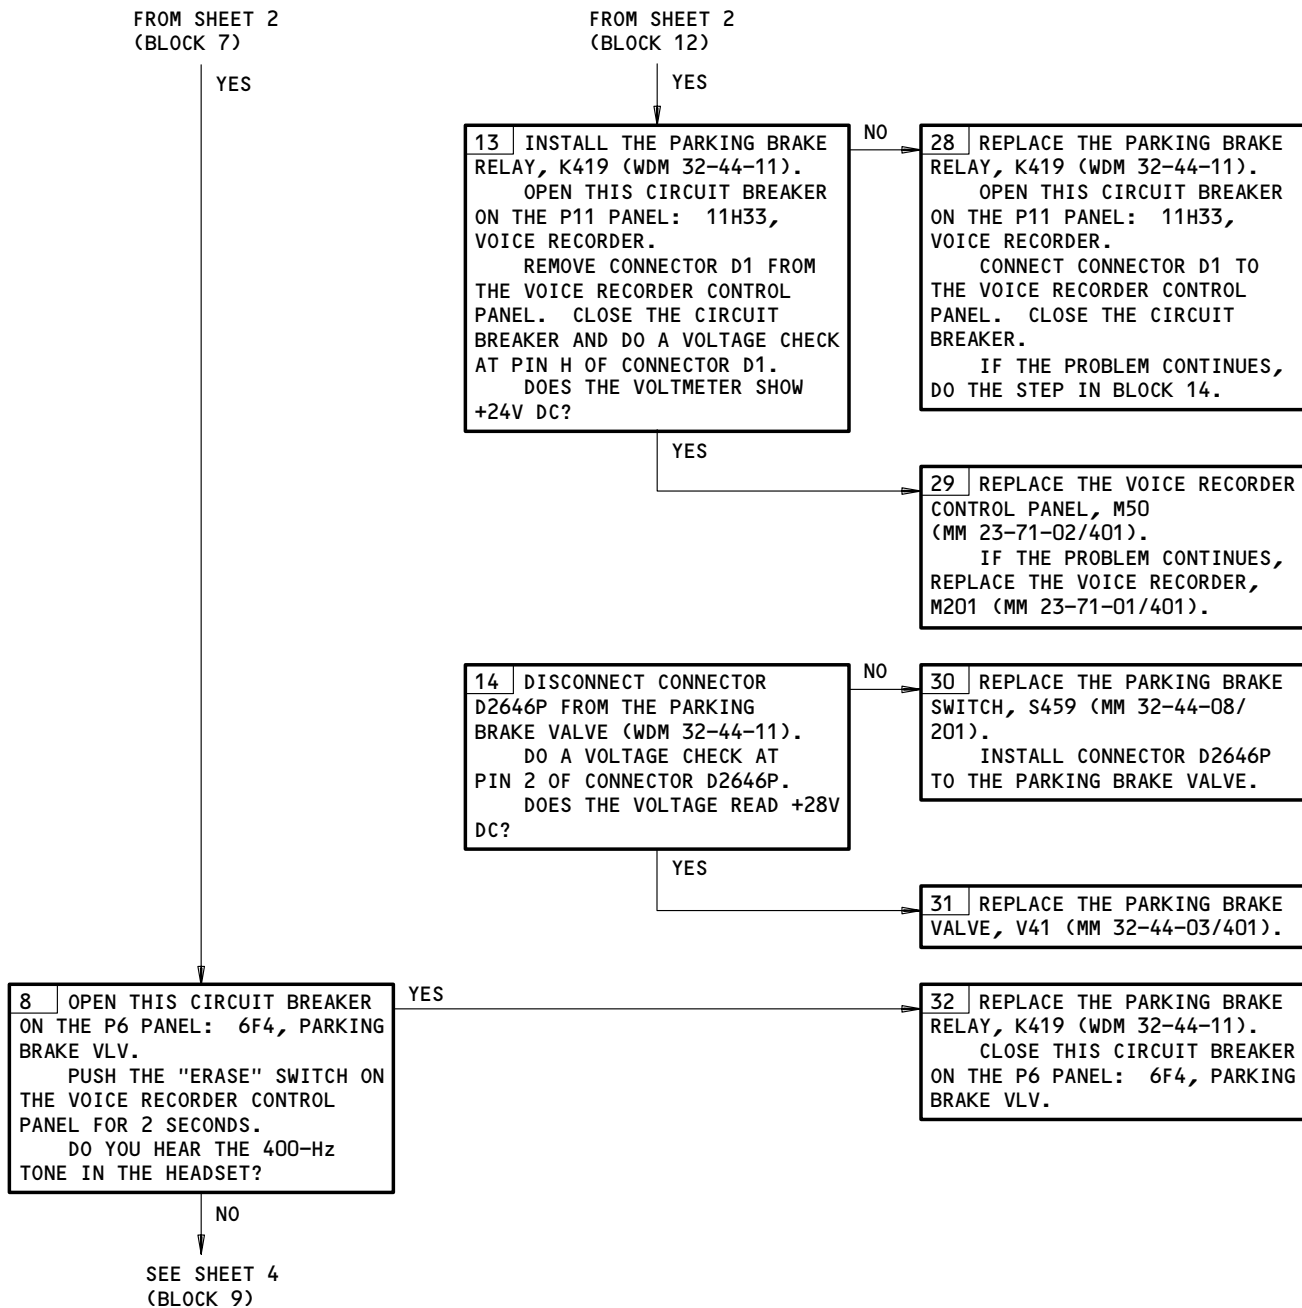 FROM SHEET 2
(BLOCK 7)
YES
FROM SHEET 2
(BLOCK 12)
YES
13 INSTALL THE PARKING BRAKE
RELAY, K419 (WDM 32-44-11).
OPEN THIS CIRCUIT BREAKER
ON THE P11 PANEL: 11H33,
VOICE RECORDER.
REMOVE CONNECTOR D1 FROM
THE VOICE RECORDER CONTROL
PANEL. CLOSE THE CIRCUIT
BREAKER AND DO A VOLTAGE CHECK
AT PIN H OF CONNECTOR D1.
DOES THE VOLTMETER SHOW
+24V DC?
NO
28 REPLACE THE PARKING BRAKE
RELAY, K419 (WDM 32-44-11).
OPEN THIS CIRCUIT BREAKER
ON THE P11 PANEL: 11H33,
VOICE RECORDER.
CONNECT CONNECTOR D1 TO
THE VOICE RECORDER CONTROL
PANEL. CLOSE THE CIRCUIT
BREAKER.
IF THE PROBLEM CONTINUES,
DO THE STEP IN BLOCK 14.
YES
29 REPLACE THE VOICE RECORDER
CONTROL PANEL, M50
(MM 23-71-02/401).
IF THE PROBLEM CONTINUES,
REPLACE THE VOICE RECORDER,
M201 (MM 23-71-01/401).
14 DISCONNECT CONNECTOR
D2646P FROM THE PARKING
BRAKE VALVE (WDM 32-44-11).
DO A VOLTAGE CHECK AT
PIN 2 OF CONNECTOR D2646P.
DOES THE VOLTAGE READ +28V
DC?
NO
30 REPLACE THE PARKING BRAKE
SWITCH, S459 (MM 32-44-08/
201).
INSTALL CONNECTOR D2646P
TO THE PARKING BRAKE VALVE.
YES
31 REPLACE THE PARKING BRAKE
VALVE, V41 (MM 32-44-03/401).
8 OPEN THIS CIRCUIT BREAKER
ON THE P6 PANEL: 6F4, PARKING
BRAKE VLV.
PUSH THE "ERASE" SWITCH ON
THE VOICE RECORDER CONTROL
PANEL FOR 2 SECONDS.
DO YOU HEAR THE 400-Hz
TONE IN THE HEADSET?
YES
32 REPLACE THE PARKING BRAKE
RELAY, K419 (WDM 32-44-11).
CLOSE THIS CIRCUIT BREAKER
ON THE P6 PANEL: 6F4, PARKING
BRAKE VLV.
NO
SEE SHEET 4
(BLOCK 9)